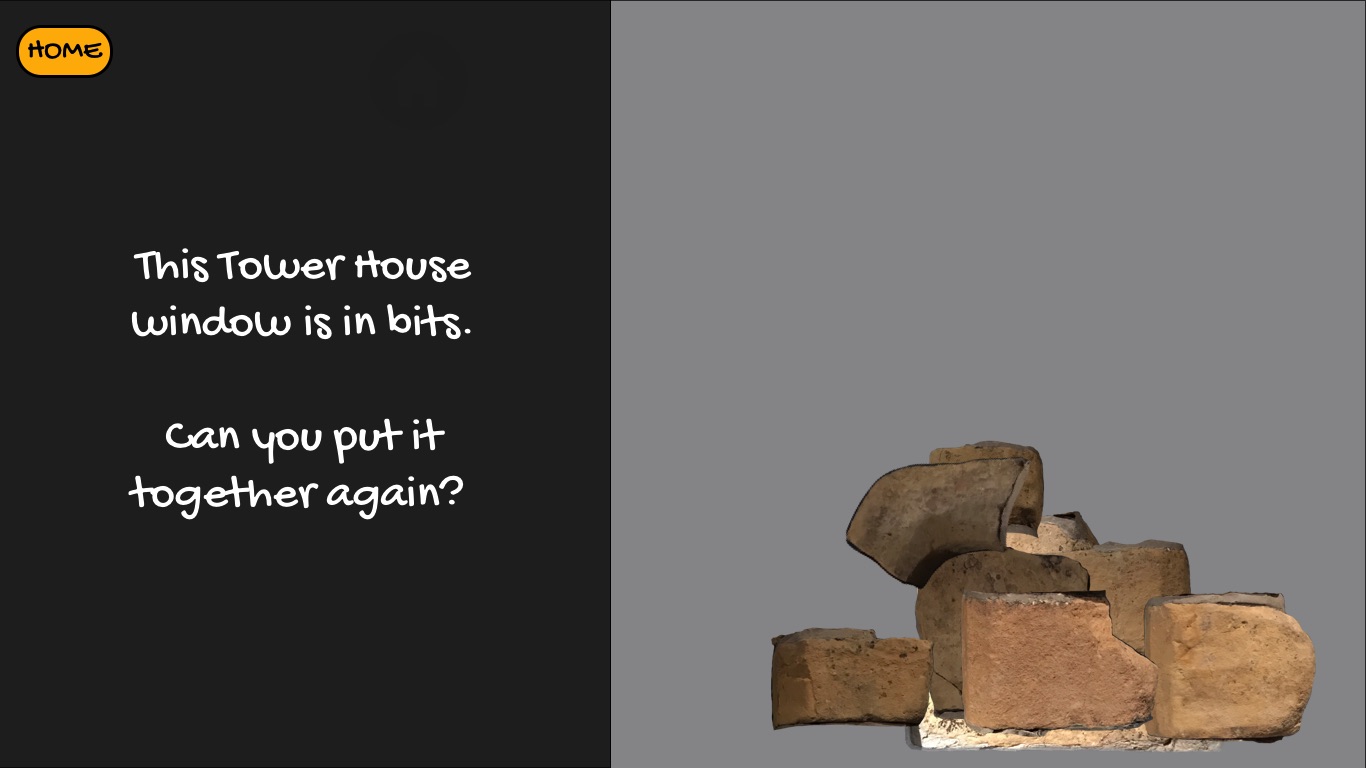 HOME
This Tower House
window is in bits.
Can you put it
together again?